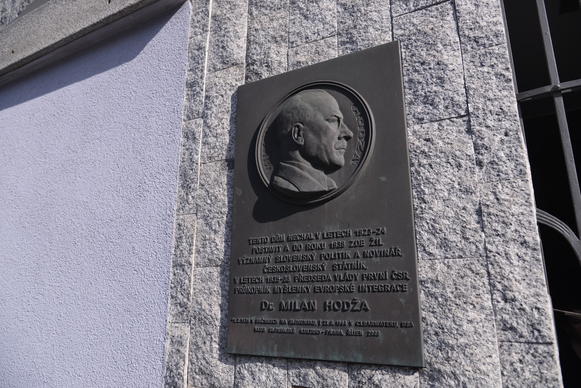 TENTO DŮM NECHAL V LETECH 1923-24
POSTAVIT A DO ROKU 1938 ZDE ŽIL
VÝZNAMNÝ SLOVENSKÝ POLITIK A NOVINÁŘ,
ČESKOSLOVENSKÝ STÁTNÍK,
V LETECH 1935-38 PŘEDSEDA VLÁDY PRVNÍ ČSR,
PRŮKOPNÍK MYŠLENKY EVROPSKÉ INTEGRACE
Dr. MILAN HODŽA